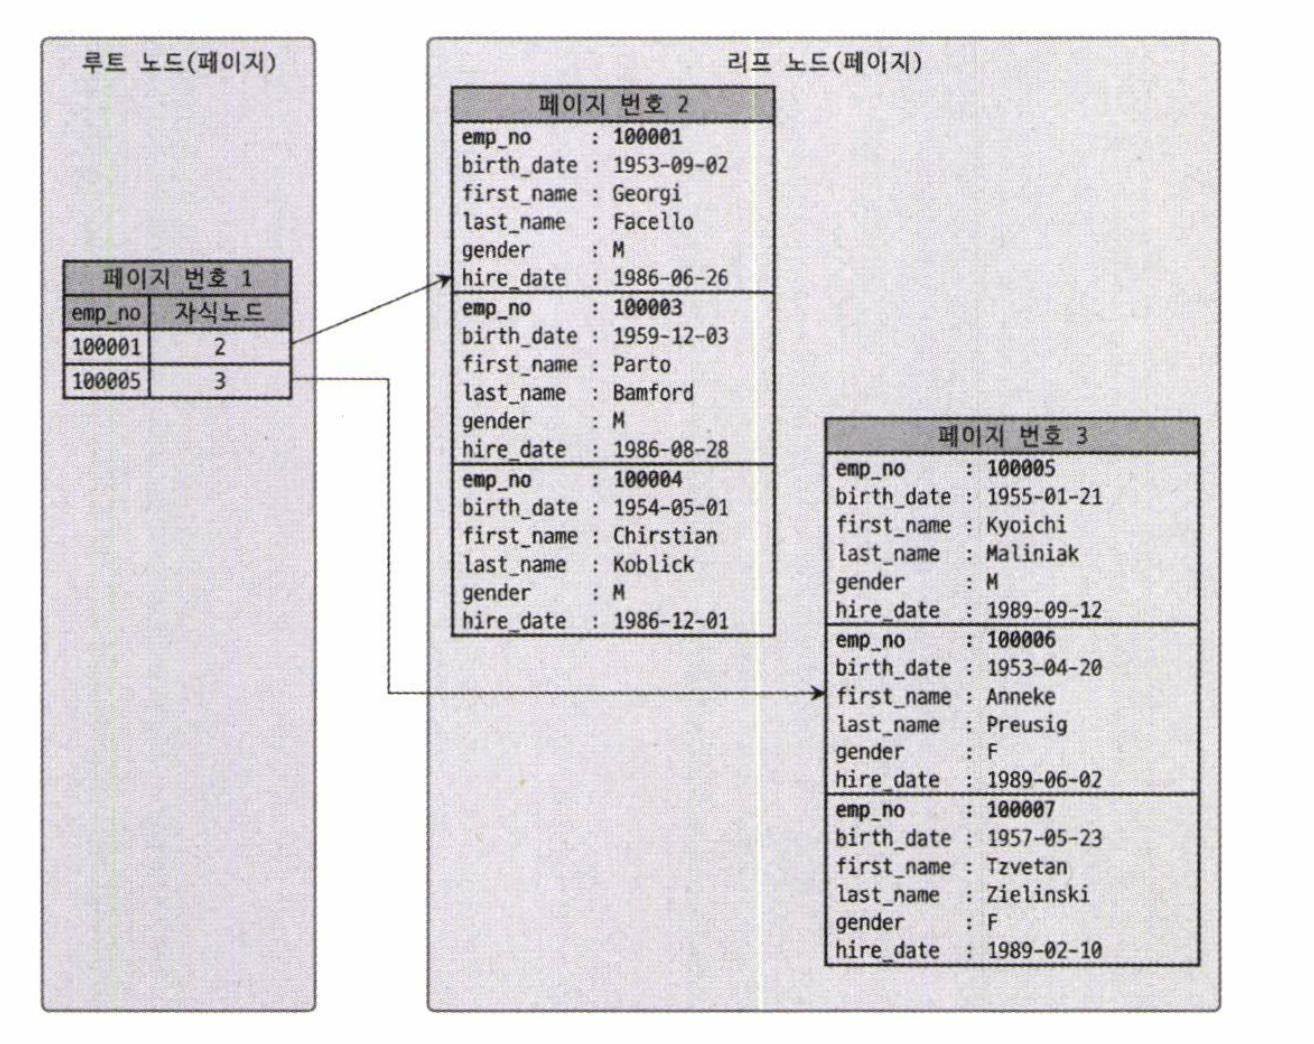 루트 노드(페이지)
페이지 번호 1
emp_no 자식노드
100001 2
100005 3
리프 노드(페이지)
페이지 번호 2
emp_no : 100001
birth_date : 1953-09-02
first_name : Georgi
last_name : Facello
gender : M
hire_date : 1986-06-26
emp_no : 100003
birth_date : 1959-12-03
first_name : Parto
last_name : Bamford
gender : M
hire_date : 1986-08-28
emp_no : 100004
birth_date : 1954-05-01
first_name : Chirstian
last_name : Koblick
gender : M
hire_date : 1986-12-01
페이지 번호 3
emp_no : 100005
birth_date : 1955-01-21
first_name : Kyoichi
last_name : Maliniak
gender : M
hire_date : 1989-09-12
emp_no : 100006
birth_date : 1953-04-20
first_name : Anneke
last_name : Preusig
gender : F
hire_date : 1989-06-02
emp_no : 100007
birth_date : 1957-05-23
first_name : Tzvetan
last_name : Zielinski
gender : F
hire_date : 1989-02-10